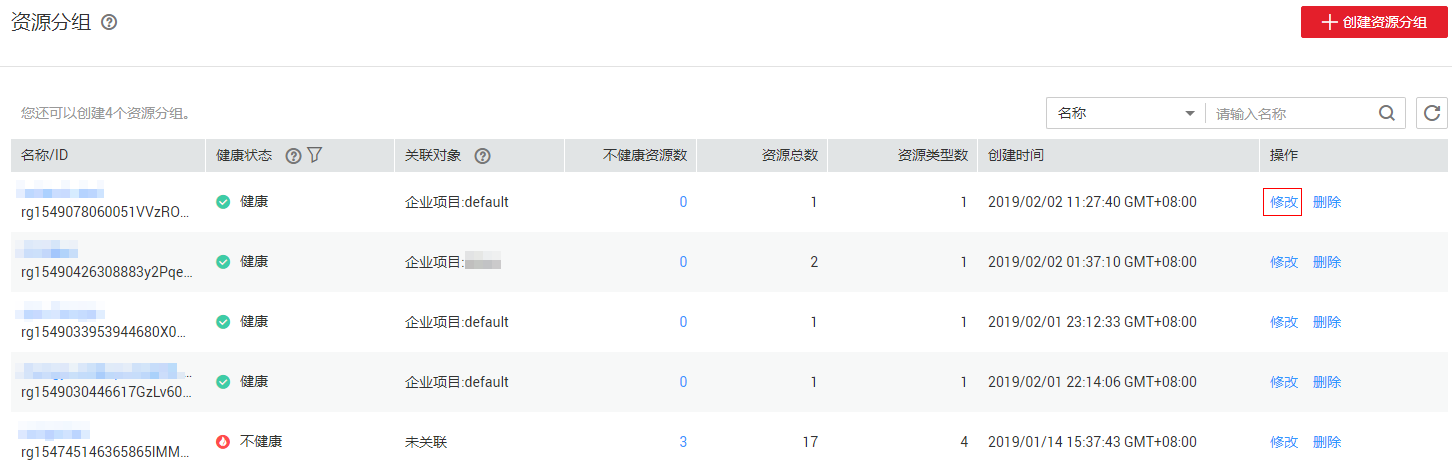 资源分组
创建资源分组
您还可以创建4个资源分组。
名称 请输入名称
名称/ID 健康状态 关联对象 不健康资源数 资源总数 资源类型数 创建时间 操作
rg1549078060051VVzRO... 健康 企业项目:default 0 1 1 2019/02/02 11:27:40 GMT+08:00 修改 删除
rg15490426308883y2Pqe... 健康 企业项目: 0 2 1 2019/02/02 01:37:10 GMT+08:00 修改 删除
rg1549033953944680X0... 健康 企业项目:default 0 1 1 2019/02/01 23:12:33 GMT+08:00 修改 删除
rg1549030446617GzLv60... 健康 企业项目:default 0 1 1 2019/02/01 22:14:06 GMT+08:00 修改 删除
rg154745146365865IMM... 不健康 未关联 3 17 4 2019/01/14 15:37:43 GMT+08:00 修改 删除